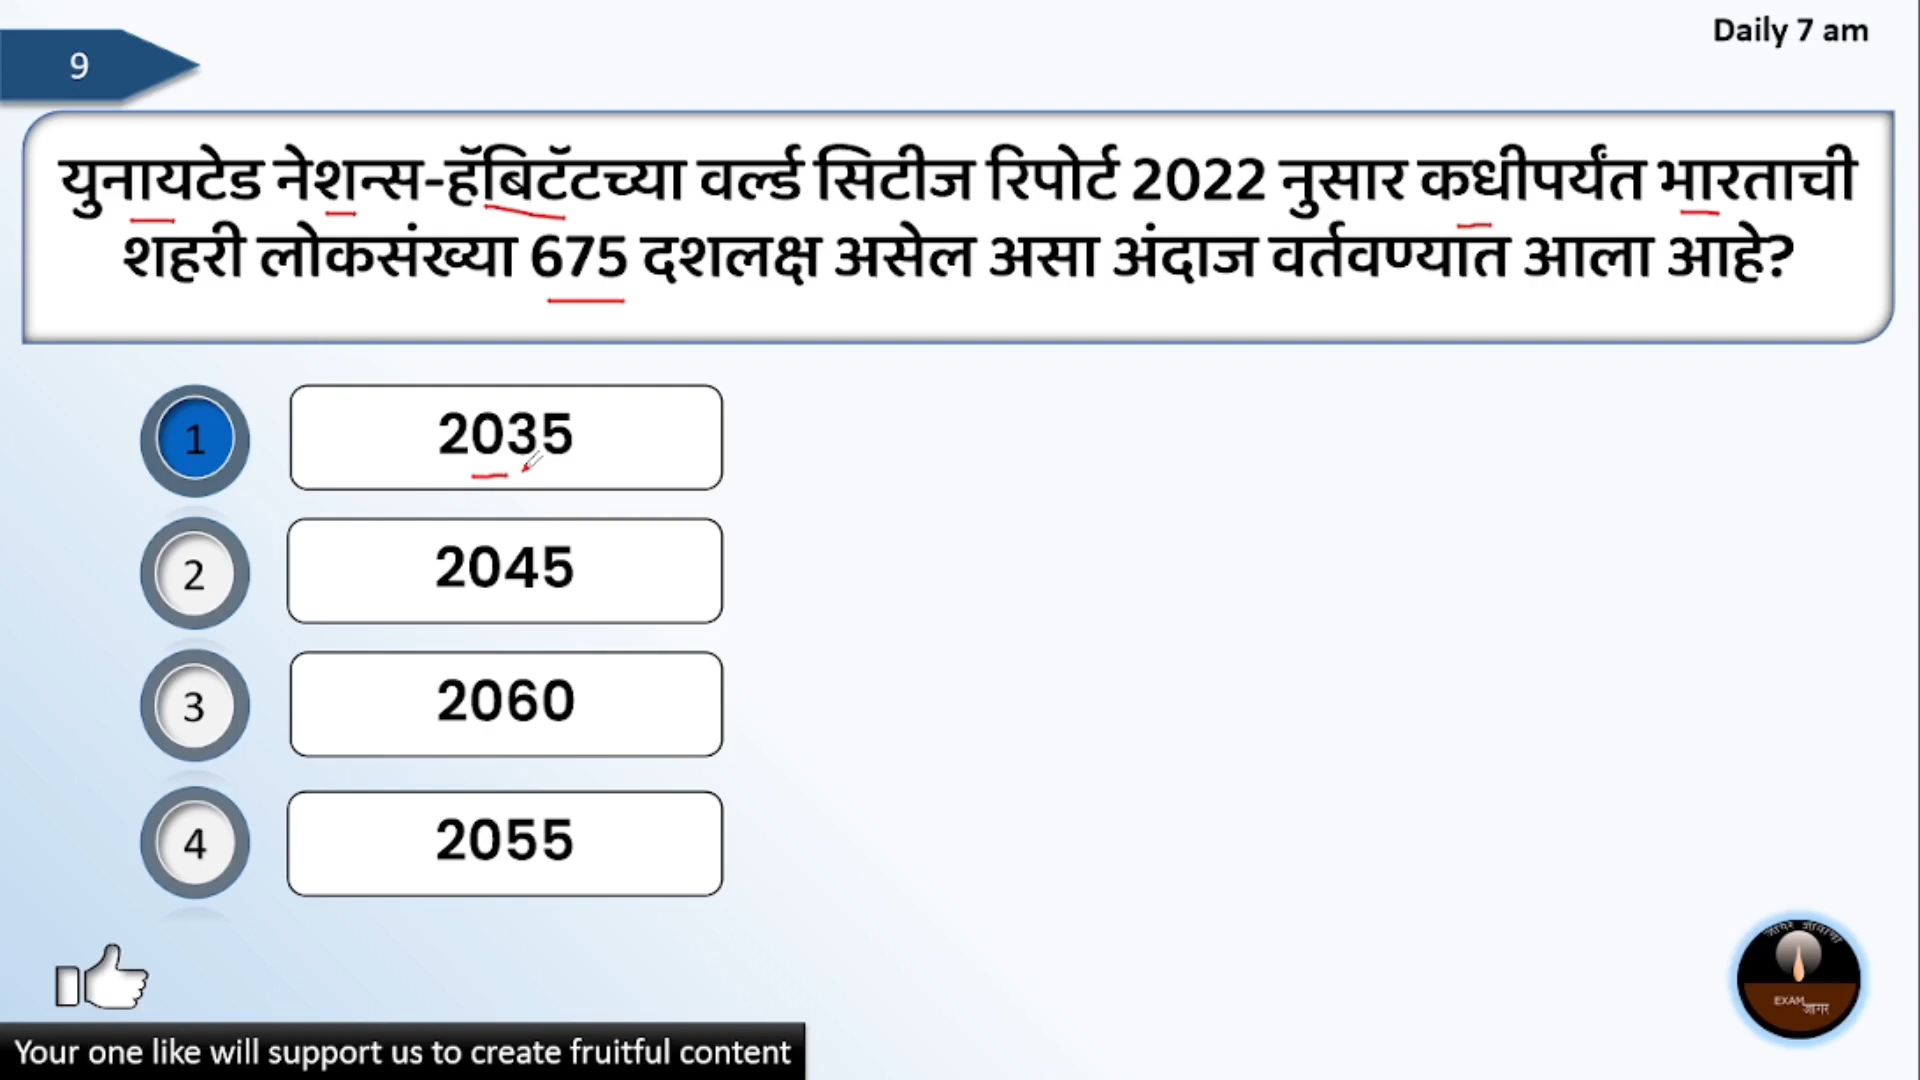 Daily 7 am
9
युनायटेड नेशन्स-हॅबिटॅटच्या वर्ल्ड सिटीज रिपोर्ट 2022 नुसार कधीपर्यंत भारताची
शहरी लोकसंख्या 675 दशलक्ष असेल असा अंदाज वर्तवण्यात आला आहे?
1 2035
2 2045
3 2060
4 2055
EXAM
जागर
Your one like will support us to create fruitful content